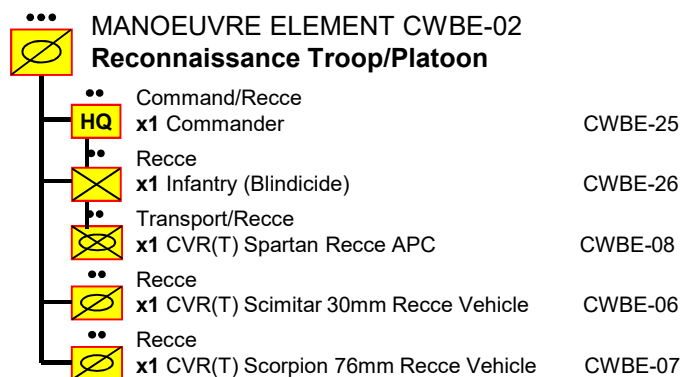 MANOEUVRE ELEMENT CWBE-02
Reconnaissance Troop/Platoon
Command/Recce
HQ x1 Commander CWBE-25
Recce
x1 Infantry (Blindicide) CWBE-26
Transport/Recce
x1 CVR(T) Spartan Recce APC CWBE-08
Recce
x1 CVR(T) Scimitar 30mm Recce Vehicle CWBE-06
Recce
x1 CVR(T) Scorpion 76mm Recce Vehicle CWBE-07